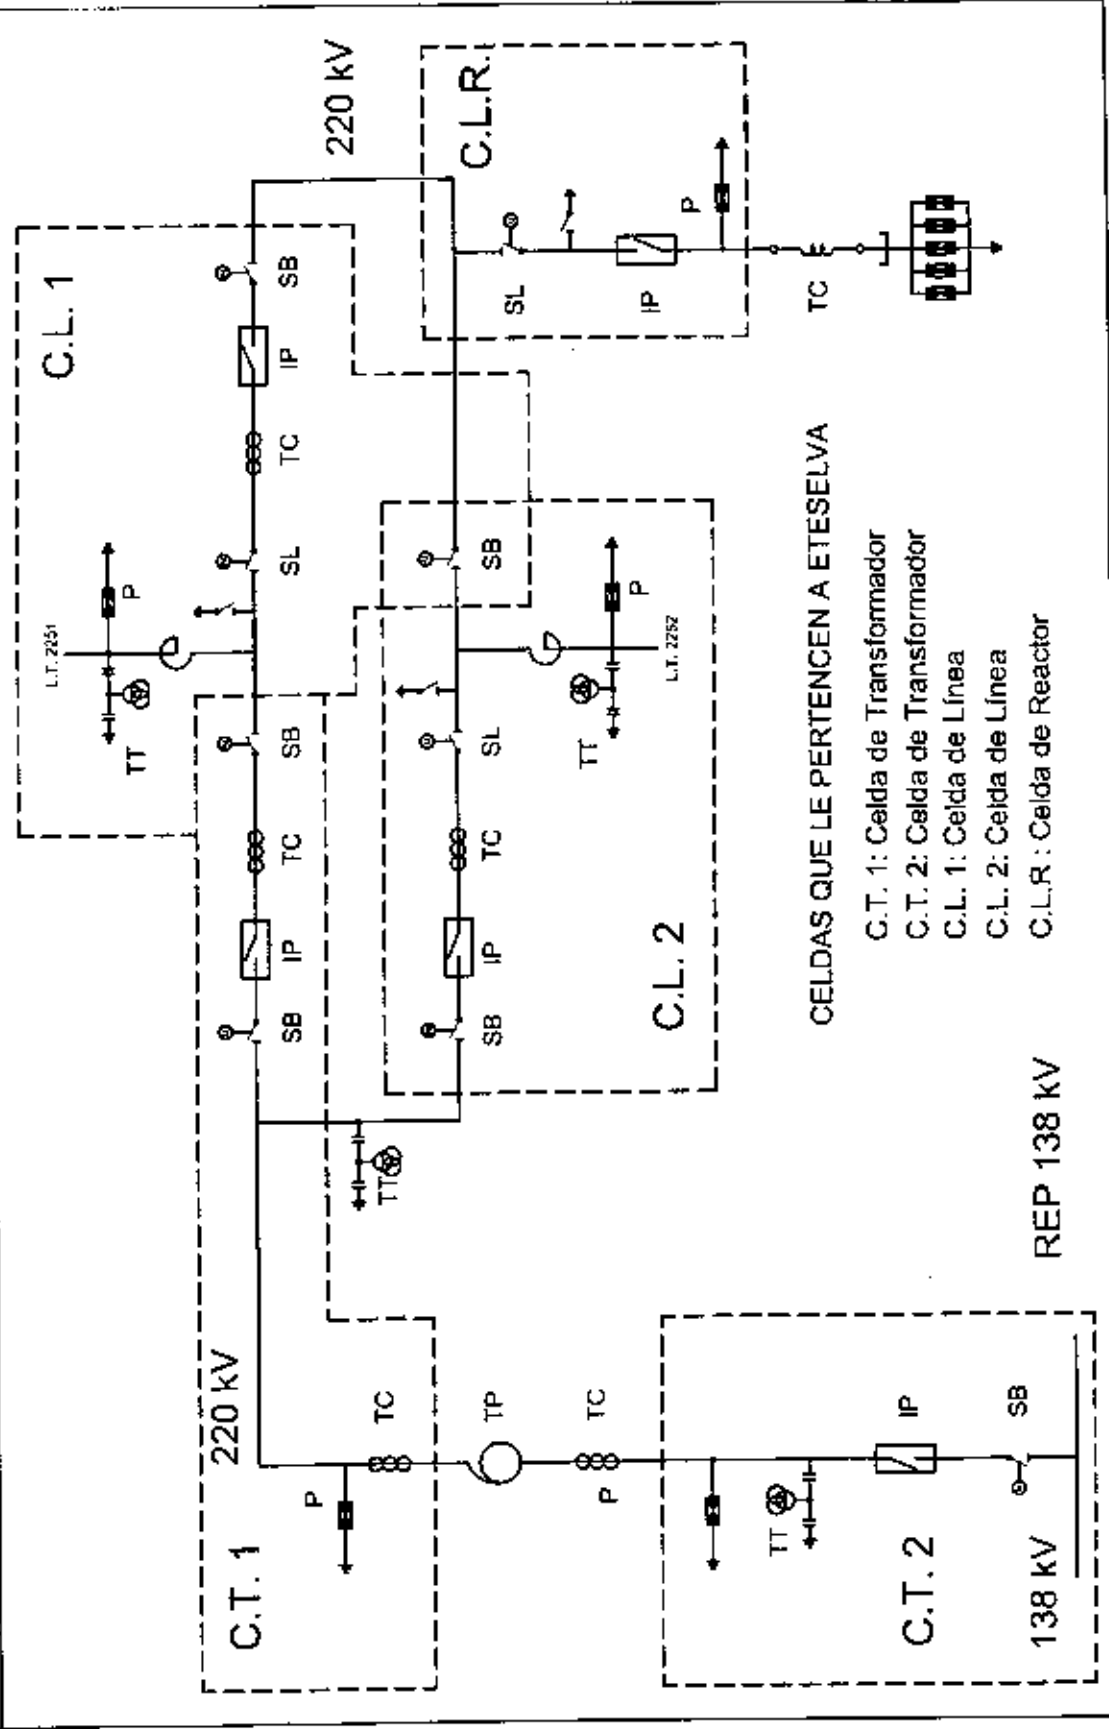 L.T. 2251
C.L. 1
TT
P
220 kV
C.T. 1
SB IP TC SB SL TC IP SB
P
220 kV
TC
TT
C.L.R.
TP
SB IP TC SL SB
SL
TC
TT
P
P
IP
C.L. 2
L.T. 2252
P
TT
TC
CELDAS QUE LE PERTENCEN A ETESELVA
C.T. 1: Celda de Transformador
C.T. 2: Celda de Transformador
C.L. 1: Celda de Línea
C.L. 2: Celda de Línea
C.L.R : Celda de Reactor
IP
C.T. 2
SB
138 kV
REP 138 kV